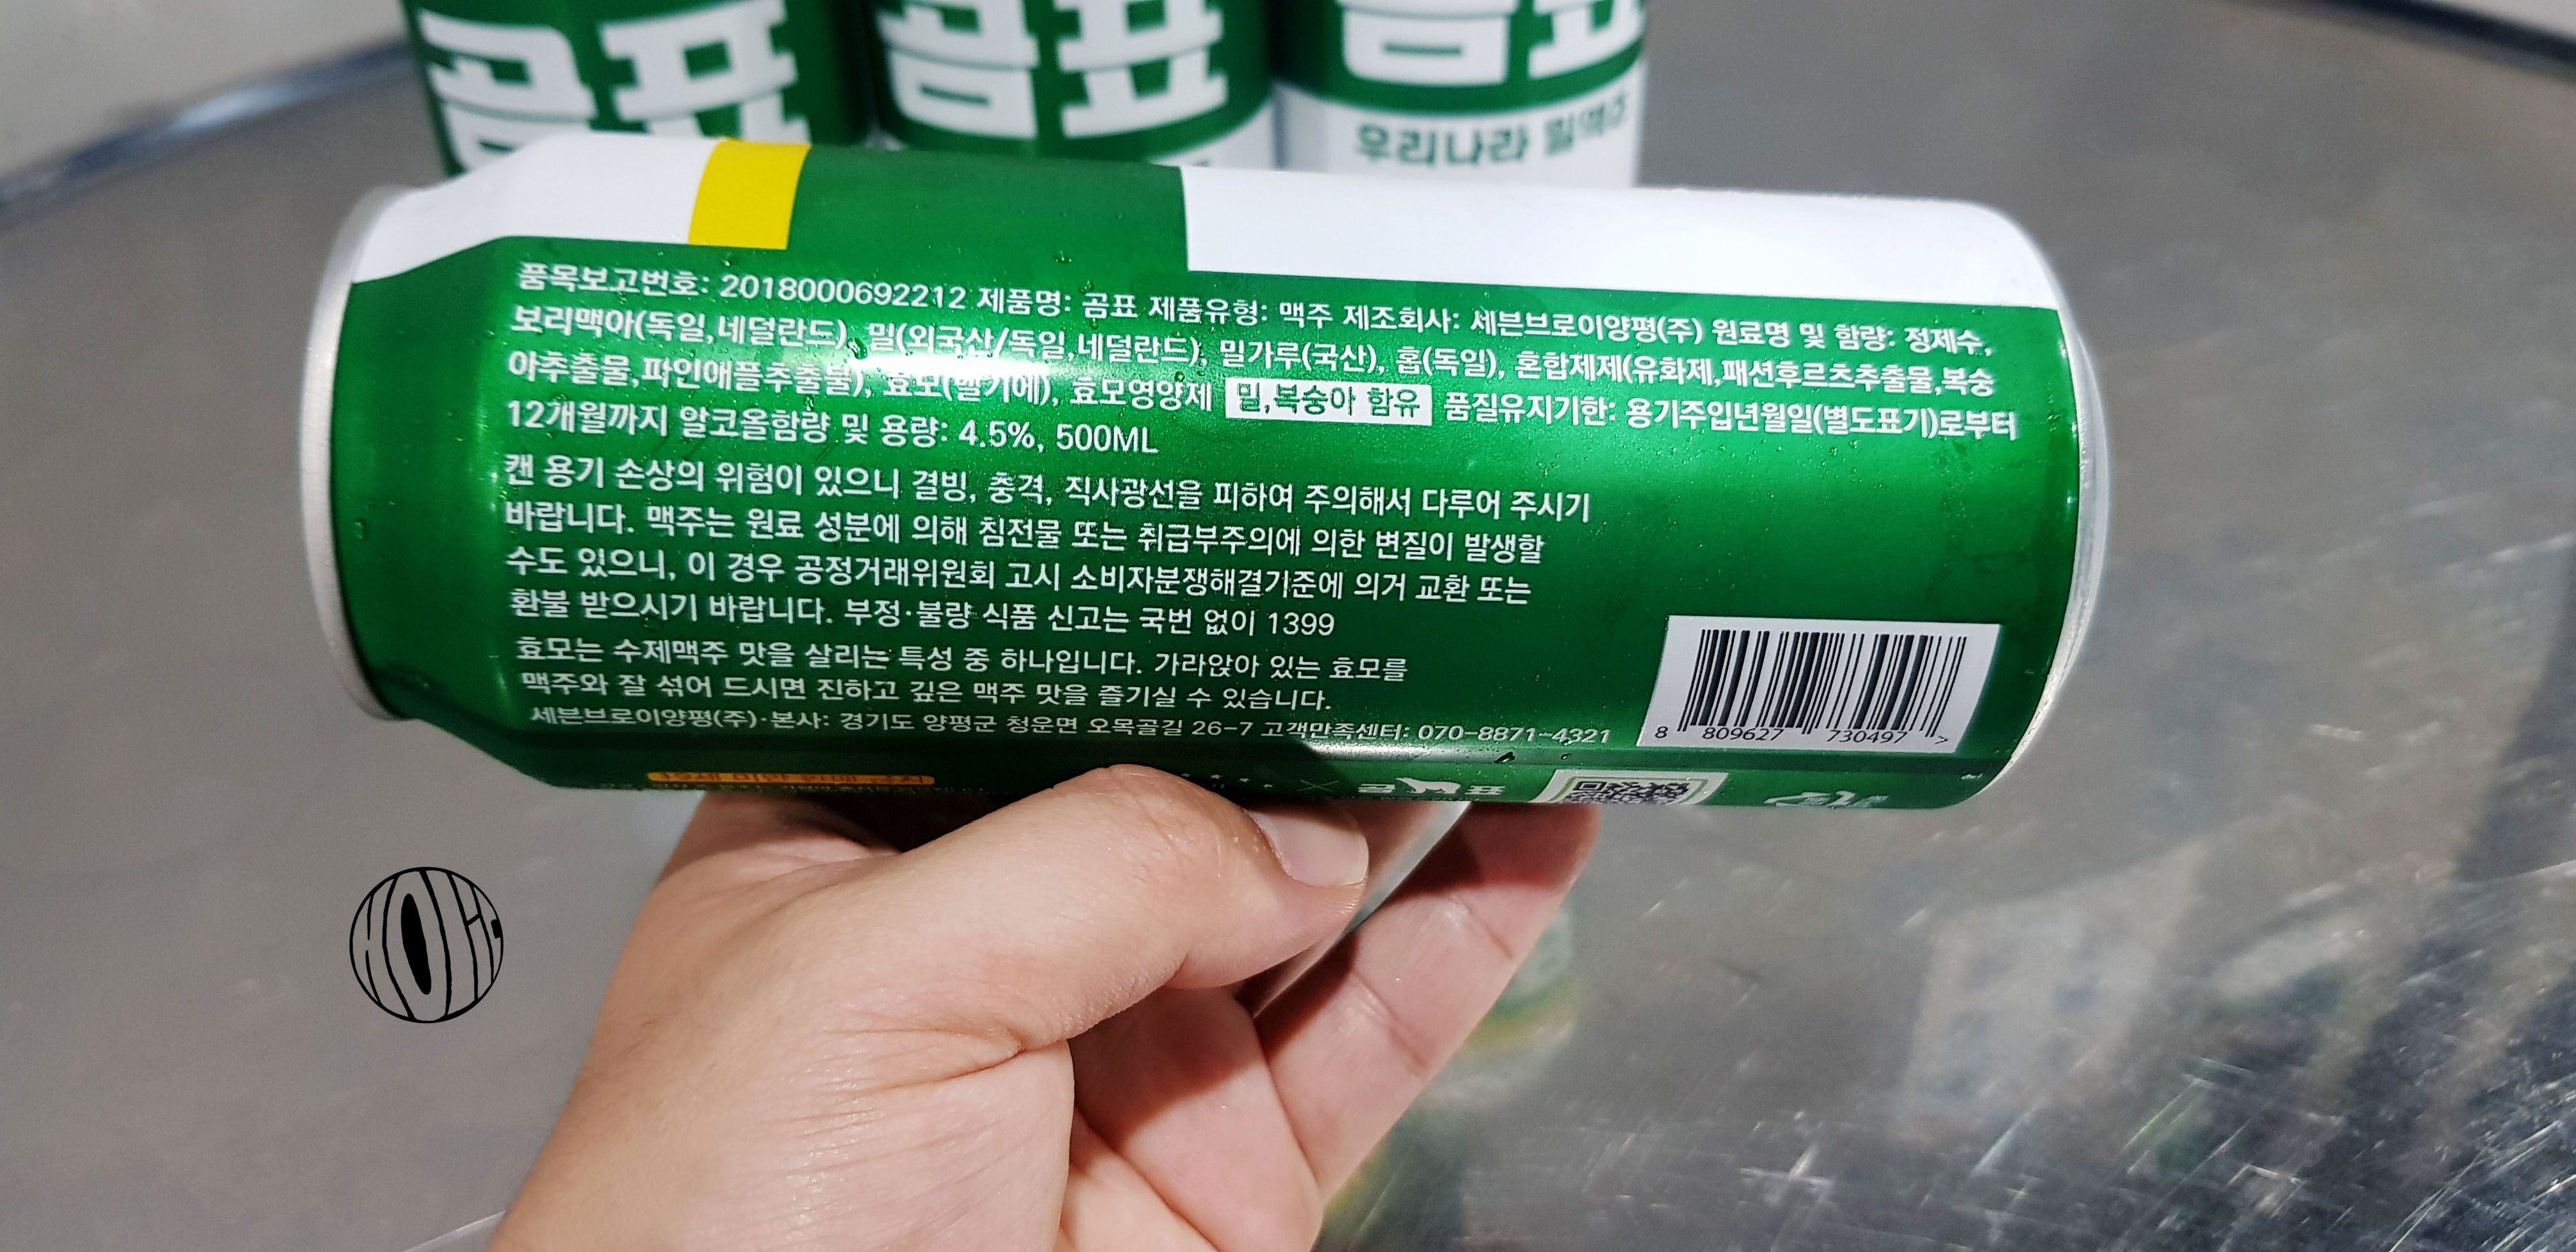 곰표
곰표
곰표
우리나라 밀맥주
품목보고번호: 2018000692212 제품명: 곰표 제품유형: 맥주 제조회사: 세븐브로이양평(주) 원료명 및 함량: 정제수,
보리맥아(독일,네덜란드), 밀(외국산/독일,네덜란드), 밀가루(국산), 홉(독일), 혼합제제(유화제,패션후르츠추출물,복숭
아추출물,파인애플추출물), 효모(벨기에), 효모영양제 밀,복숭아 함유 품질유지기한: 용기주입년월일(별도표기)로부터
12개월까지 알코올함량 및 용량: 4.5%, 500ML
캔 용기 손상의 위험이 있으니 결빙, 충격, 직사광선을 피하여 주의해서 다루어 주시기
바랍니다. 맥주는 원료 성분에 의해 침전물 또는 취급부주의에 의한 변질이 발생할
수도 있으니, 이 경우 공정거래위원회 고시 소비자분쟁해결기준에 의거 교환 또는
환불 받으시기 바랍니다. 부정·불량 식품 신고는 국번 없이 1399
효모는 수제맥주 맛을 살리는 특성 중 하나입니다. 가라앉아 있는 효모를
맥주와 잘 섞어 드시면 진하고 깊은 맥주 맛을 즐기실 수 있습니다.
세븐브로이양평(주)·본사: 경기도 양평군 청운면 오목골길 26-7 고객만족센터: 070-8871-4321
8 809627 730497 >
19세 미만 판매 금지
곰표
HOLiC